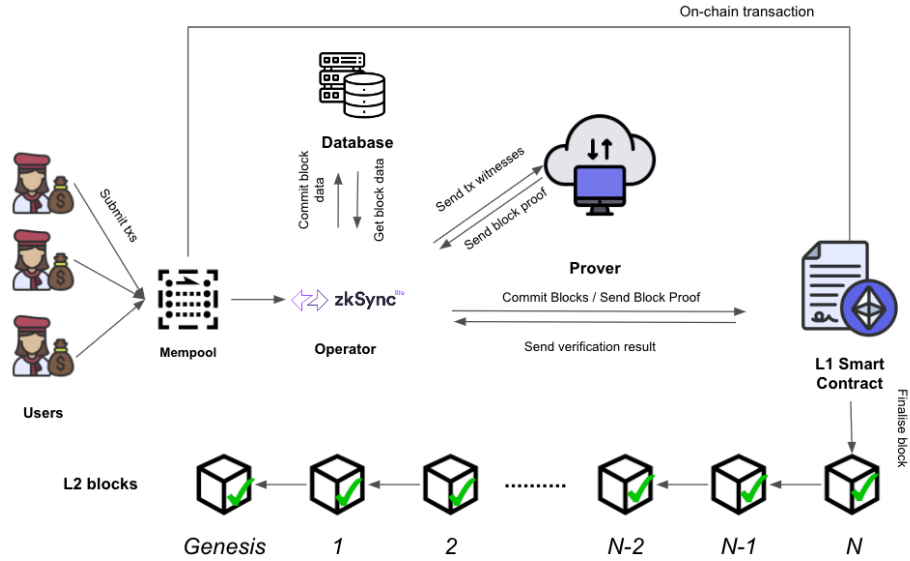 On-chain transaction
Database
Submit txs
Commit block
data
Get block data
Send tx witnesses
Send block proof
Prover
zkSync lite
Commit Blocks / Send Block Proof
Mempool
Operator
Send verification result
L1 Smart
Contract
Users
Finalise block
L2 blocks
Genesis
1
2
N-2
N-1
N